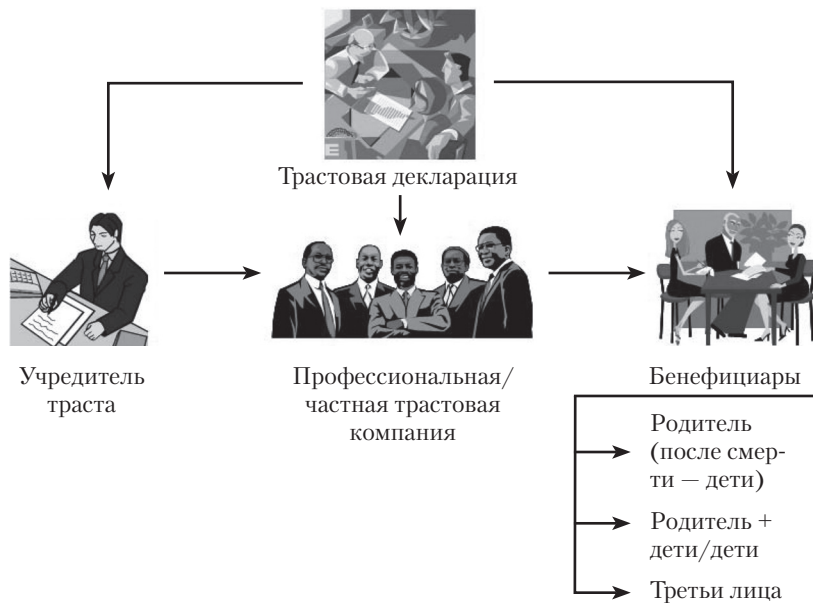 Трастовая декларация
Учредитель
траста
Профессиональная/
частная трастовая
компания
Бенефициары
Родитель
(после смер-
ти — дети)
Родитель +
дети/дети
Третьи лица